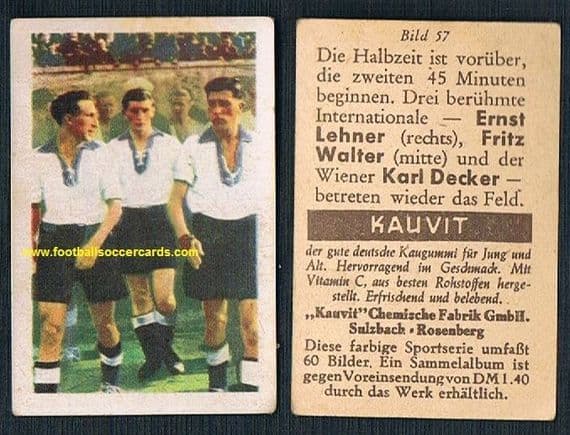 www.footballsoccercards.com
Bild 57
Die Halbzeit ist vorüber,
die zweiten 45 Minuten
beginnen. Drei berühmte
Internationale — Ernst
Lehner (rechts), Fritz
Walter (mitte) und der
Wiener Karl Decker —
betreten wieder das Feld.
KAUVIT
der gute deutsche Kaugummi für Jung und
Alt. Hervorragend im Geschmack. Mit
Vitamin C, aus besten Rohstoffen herge-
stellt. Erfrischend und belebend.
„Kauvit" Chemische Fabrik GmbH.
Sulzbach - Rosenberg
Diese farbige Sportserie umfaßt
60 Bilder. Ein Sammelalbum ist
gegen Voreinsendung von DM 1.40
durch das Werk erhältlich.